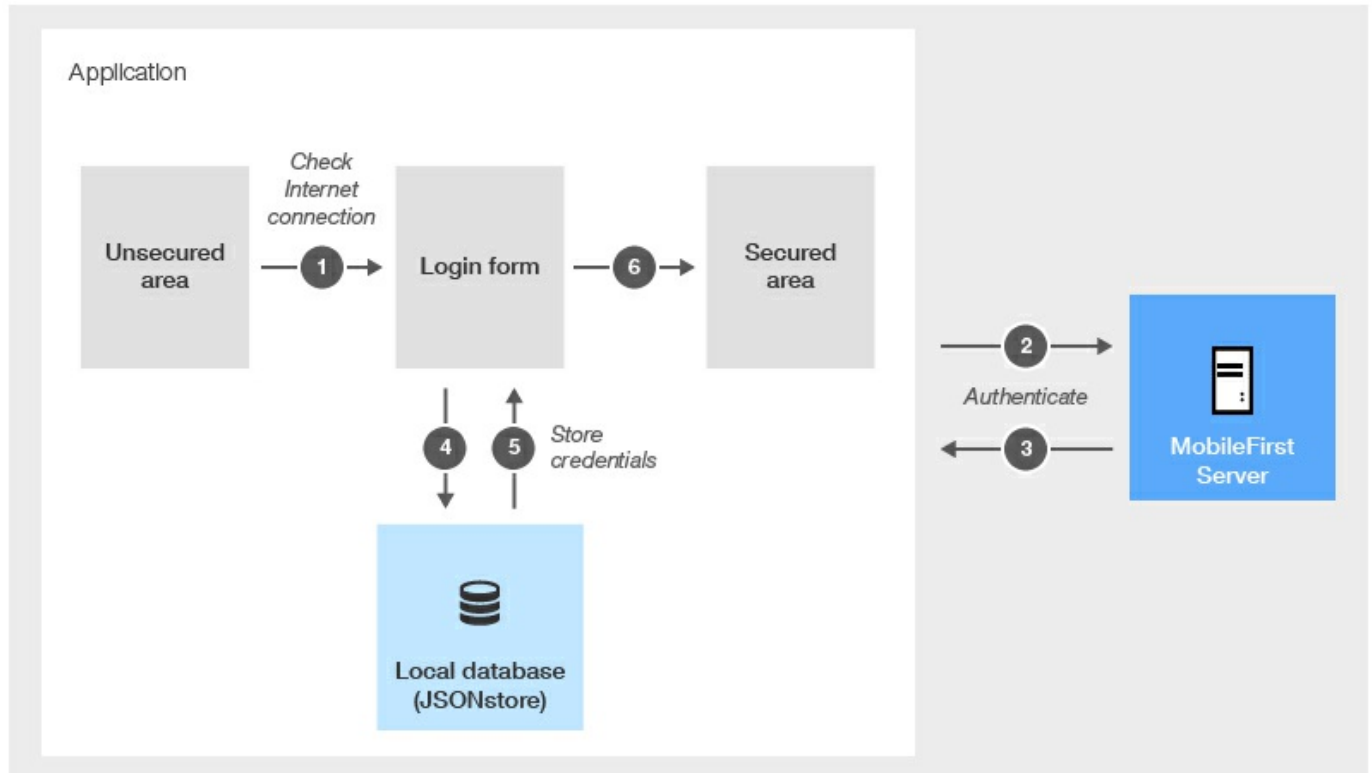 Application
Check
Internet
connection
Unsecured
area
1
Login form
6
Secured
area
2
Authenticate
3
MobileFirst
Server
4
5
Store
credentials
Local database
(JSONstore)